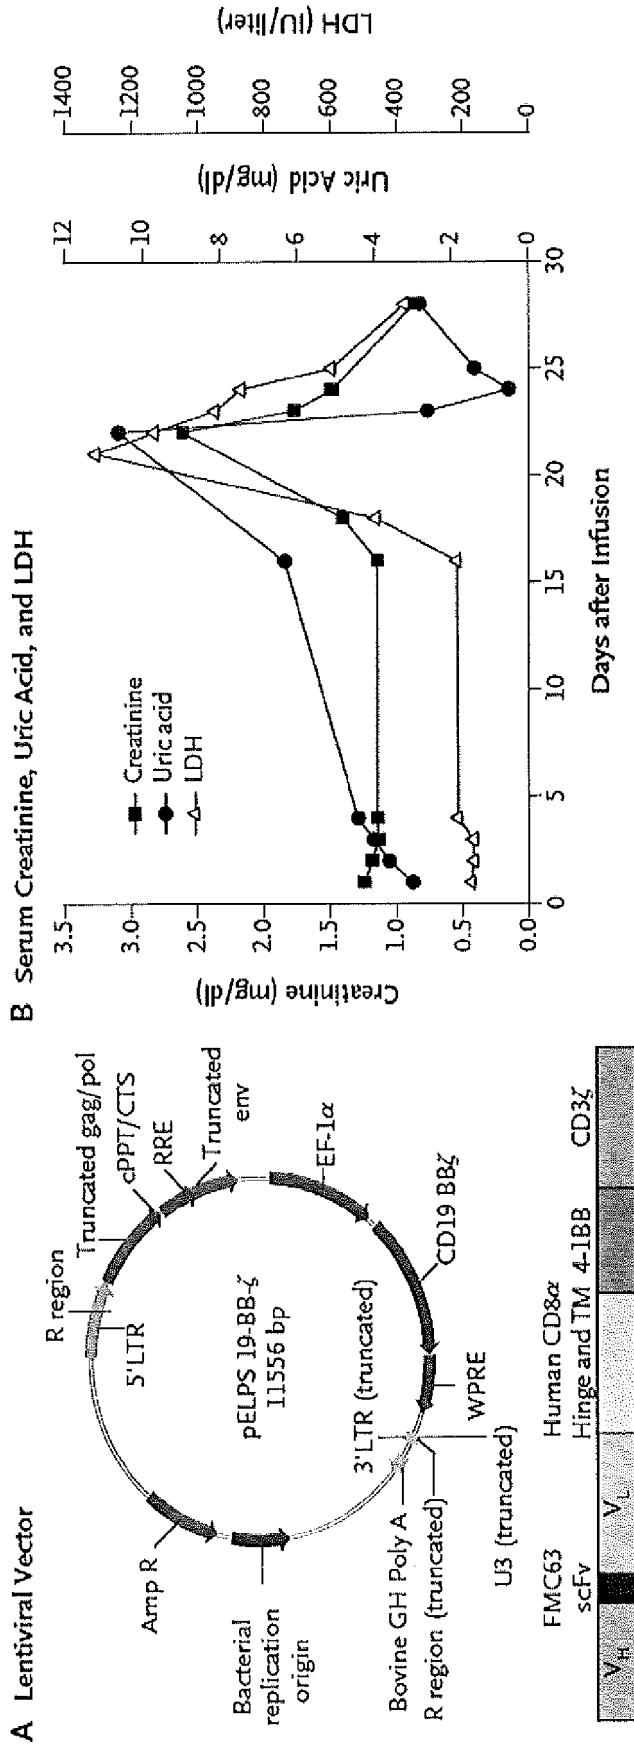 A Lentiviral Vector
R region
Truncated gag/pol
5'LTR
cPPT/CTS
RRE
Truncated
env
Amp R
pELPS 19-BB-ζ
11556 bp
EF-1α
Bacterial
replication
origin
3'LTR (truncated)
CD19 BBζ
Bovine GH Poly A
R region (truncated)
WPRE
U3 (truncated)
FMC63
scFv
Human CD8α
Hinge and TM
4-1BB
CD3ζ
VH
VL
B Serum Creatinine, Uric Acid, and LDH
Creatinine
Uric acid
LDH
Creatinine (mg/dl)
3.5
3.0
2.5
2.0
1.5
1.0
0.5
0.0
0
5
10
15
20
25
30
Days after Infusion
12
10
8
6
4
2
0
Uric Acid (mg/dl)
1400
1200
1000
800
600
400
200
0
LDH (IU/liter)